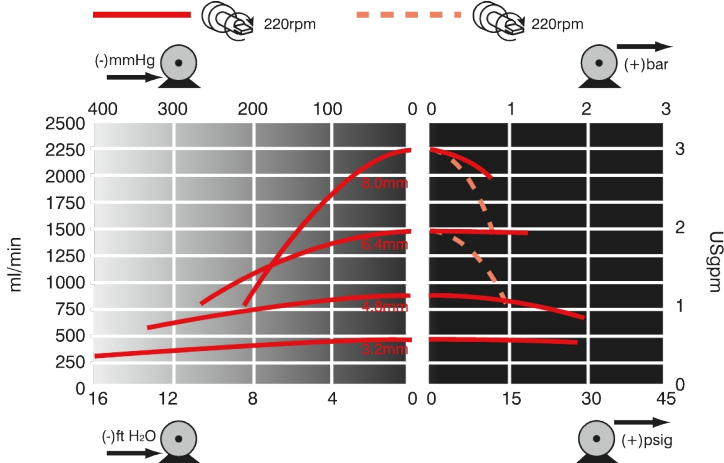 220rpm 220rpm
(-)mmHg (+)bar
400 300 200 100 0 0 1 2 3
2500
2250 3
2000
8.0mm
1750
1500 2
6.4mm
1250
1000
750 1
4.8mm
500
3.2mm
250
0 0
ml/min
USgpm
16 12 8 4 0 0 15 30 45
(-)ft H₂O (+)psig